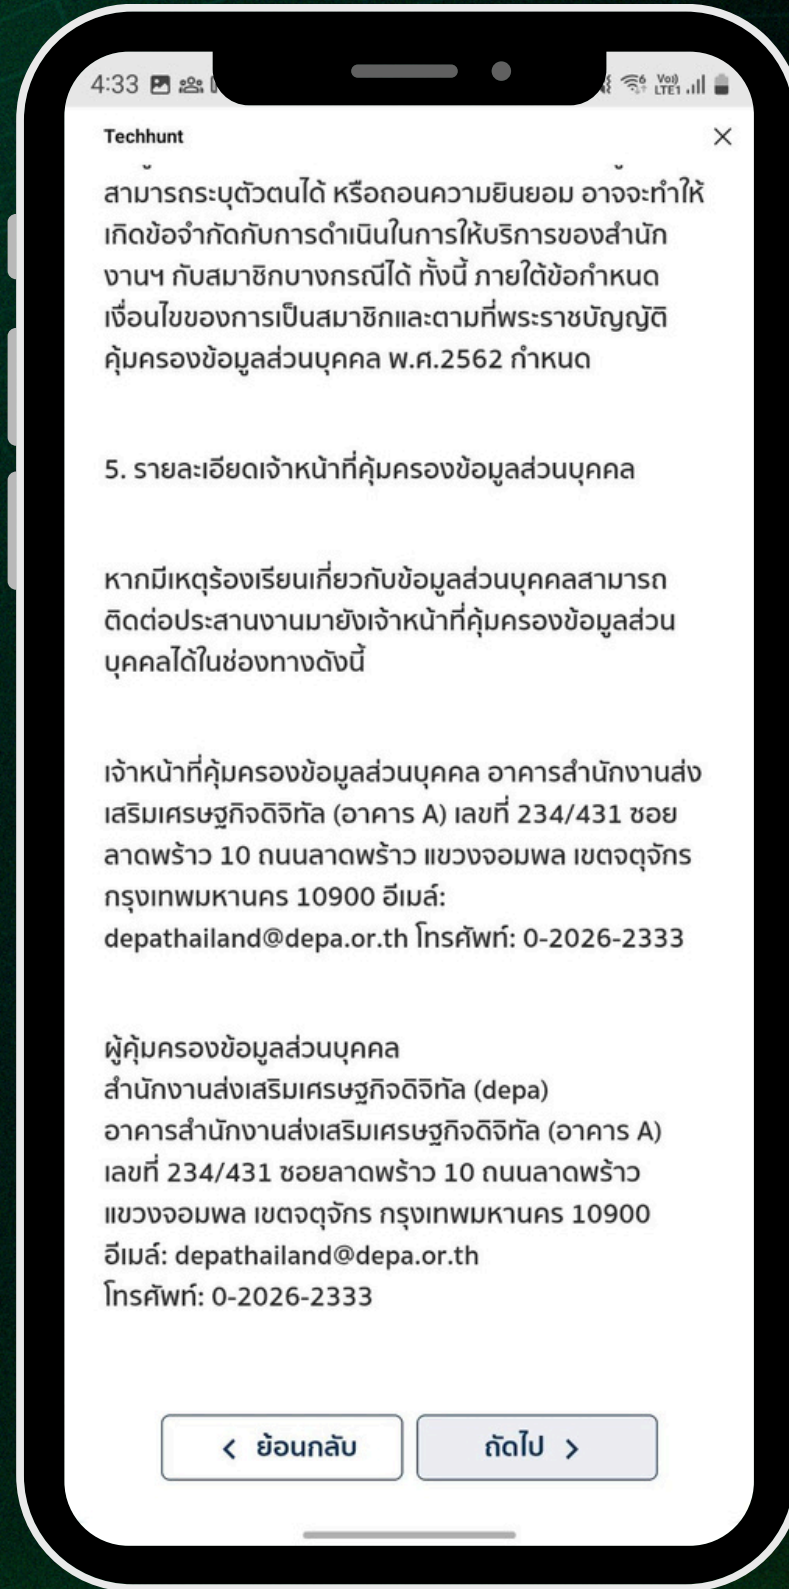 4:33
Vo)) LTE1
Techhunt
สามารถระบุตัวตนได้ หรือถอนความยินยอม อาจจะทำให้
เกิดข้อจำกัดกับการดำเนินในการให้บริการของสำนัก
งานฯ กับสมาชิกบางกรณีได้ ทั้งนี้ ภายใต้ข้อกำหนด
เงื่อนไขของการเป็นสมาชิกและตามที่พระราชบัญญัติ
คุ้มครองข้อมูลส่วนบุคคล พ.ศ.2562 กำหนด
5. รายละเอียดเจ้าหน้าที่คุ้มครองข้อมูลส่วนบุคคล
หากมีเหตุร้องเรียนเกี่ยวกับข้อมูลส่วนบุคคลสามารถ
ติดต่อประสานงานมายังเจ้าหน้าที่คุ้มครองข้อมูลส่วน
บุคคลได้ในช่องทางดังนี้
เจ้าหน้าที่คุ้มครองข้อมูลส่วนบุคคล อาคารสำนักงานส่ง
เสริมเศรษฐกิจดิจิทัล (อาคาร A) เลขที่ 234/431 ซอย
ลาดพร้าว 10 ถนนลาดพร้าว แขวงจอมพล เขตจตุจักร
กรุงเทพมหานคร 10900 อีเมล์:
depathailand@depa.or.th โทรศัพท์: 0-2026-2333
ผู้คุ้มครองข้อมูลส่วนบุคคล
สำนักงานส่งเสริมเศรษฐกิจดิจิทัล (depa)
อาคารสำนักงานส่งเสริมเศรษฐกิจดิจิทัล (อาคาร A)
เลขที่ 234/431 ซอยลาดพร้าว 10 ถนนลาดพร้าว
แขวงจอมพล เขตจตุจักร กรุงเทพมหานคร 10900
อีเมล์: depathailand@depa.or.th
โทรศัพท์: 0-2026-2333
ย้อนกลับ
ถัดไป